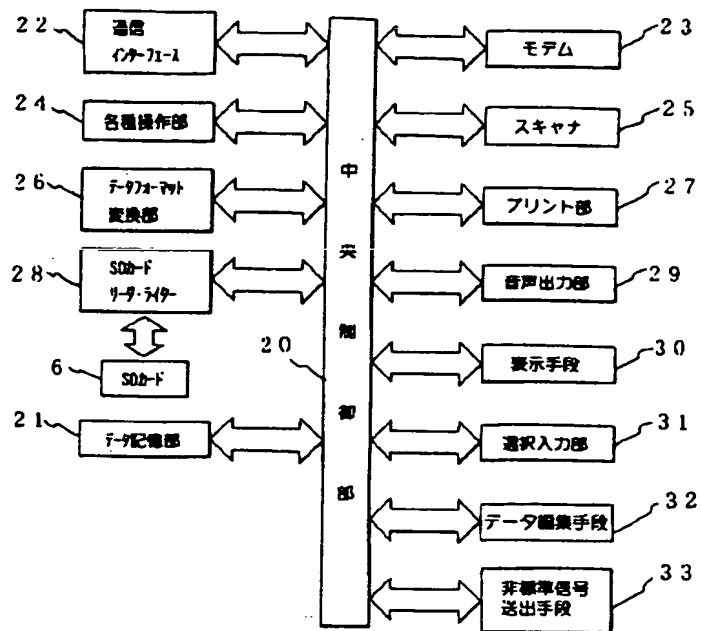 22
通信
インターフェース
23
モデム
24
各種操作部
25
スキャナ
26
データフォーマット
変換部
27
プリント部
28
SDカード
リーダ・ライター
29
音声出力部
6
SDカード
20
中央制御部
30
表示手段
21
データ記憶部
31
選択入力部
32
データ編集手段
33
非標準信号
送出手段